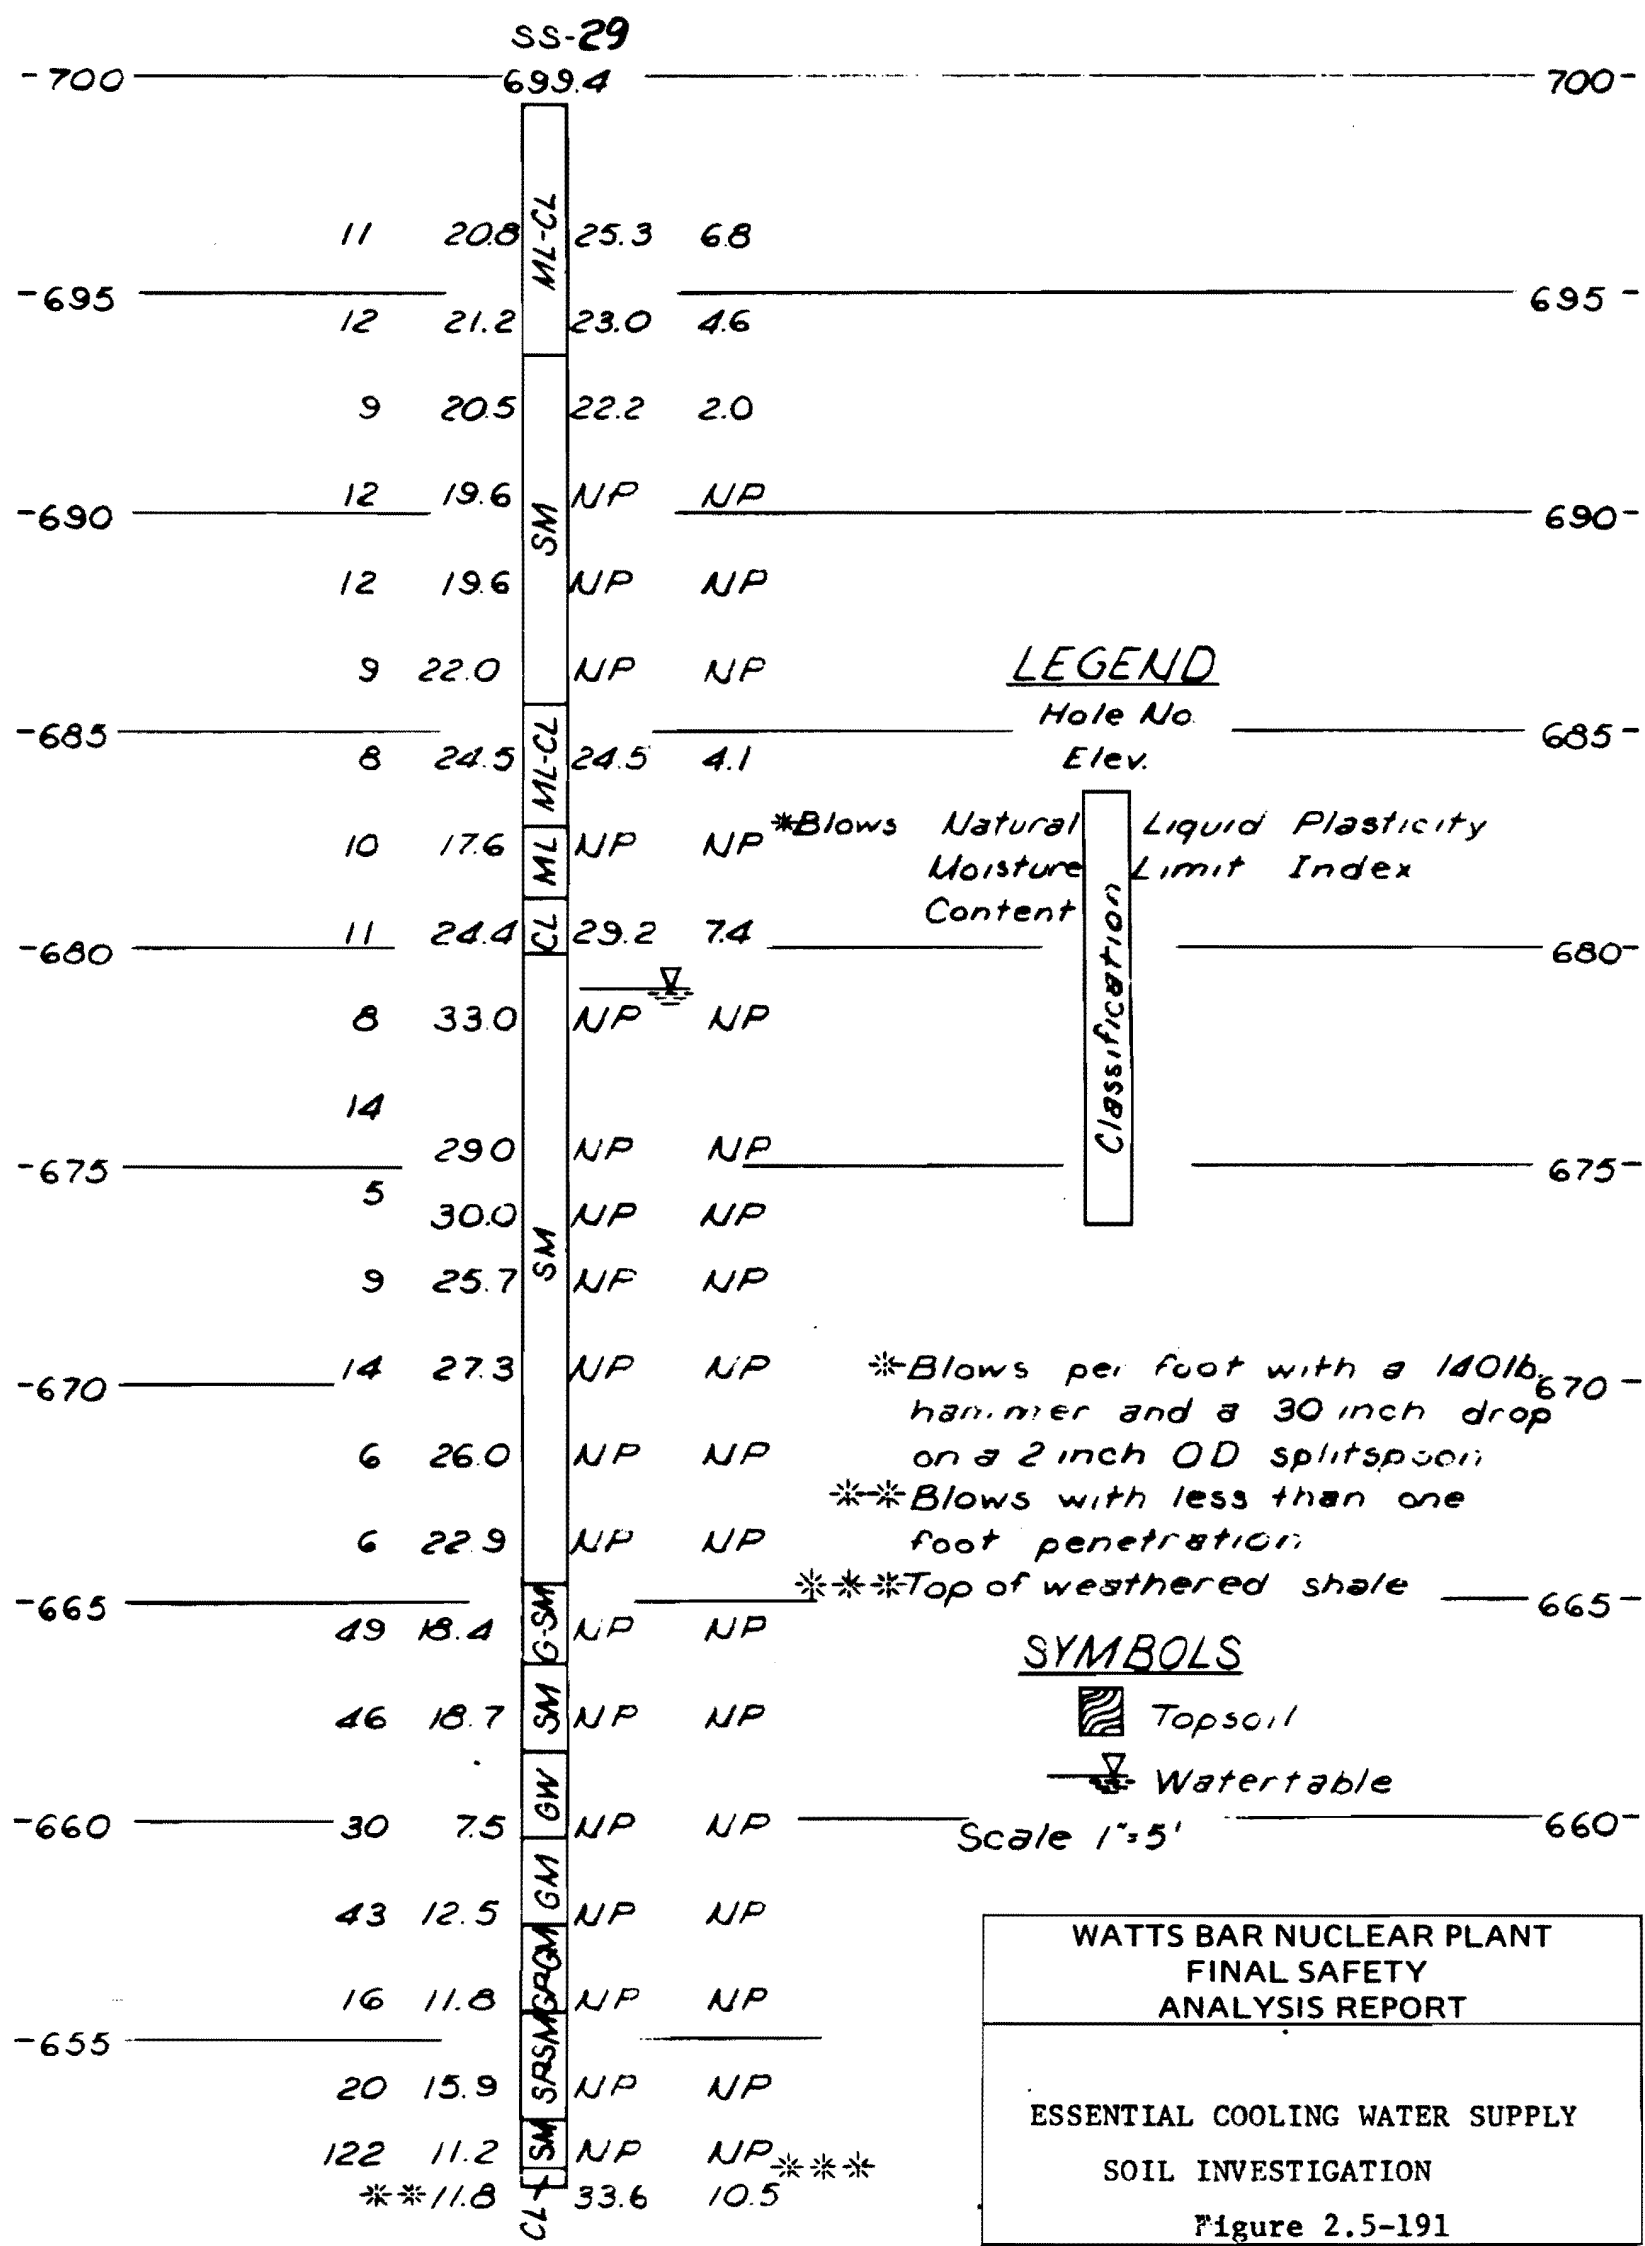 SS-29
-700 699.4 700-
11 20.8 ML-CL 25.3 6.8
-695 695-
12 21.2 23.0 4.6
9 20.5 22.2 2.0
12 19.6 NP NP
-690 SM 690-
12 19.6 NP NP
9 22.0 NP NP
LEGEND
Hole No.
-685 685-
Elev.
8 24.5 ML-CL 24.5 4.1
*Blows Natural Liquid Plasticity
10 17.6 ML NP NP
Moisture Limit Index
Content
11 24.4 CL 29.2 7.4
-680 680-
Classification
8 33.0 NP NP
14
29.0 NP NP
-675 675-
5
30.0 NP NP
SM
9 25.7 NP NP
14 27.3 NP NP
*Blows per foot with a 140lb.
-670 670-
hammer and a 30 inch drop
6 26.0 NP NP
on a 2 inch OD splitspoon
**Blows with less than one
6 22.9 NP NP
foot penetration
***Top of weathered shale
-665 665-
49 18.4 G-SM NP NP
SYMBOLS
46 18.7 SM NP NP
Topsoil
Watertable
GW
-660 30 7.5 NP NP 660-
Scale 1"=5'
GM
43 12.5 NP NP
WATTS BAR NUCLEAR PLANT
FINAL SAFETY
ANALYSIS REPORT
GPGM
16 11.8 NP NP
-655
SPSM
20 15.9 NP NP
ESSENTIAL COOLING WATER SUPPLY
122 11.2 SM NP NP***
SOIL INVESTIGATION
**11.8 CL 33.6 10.5
Figure 2.5-191